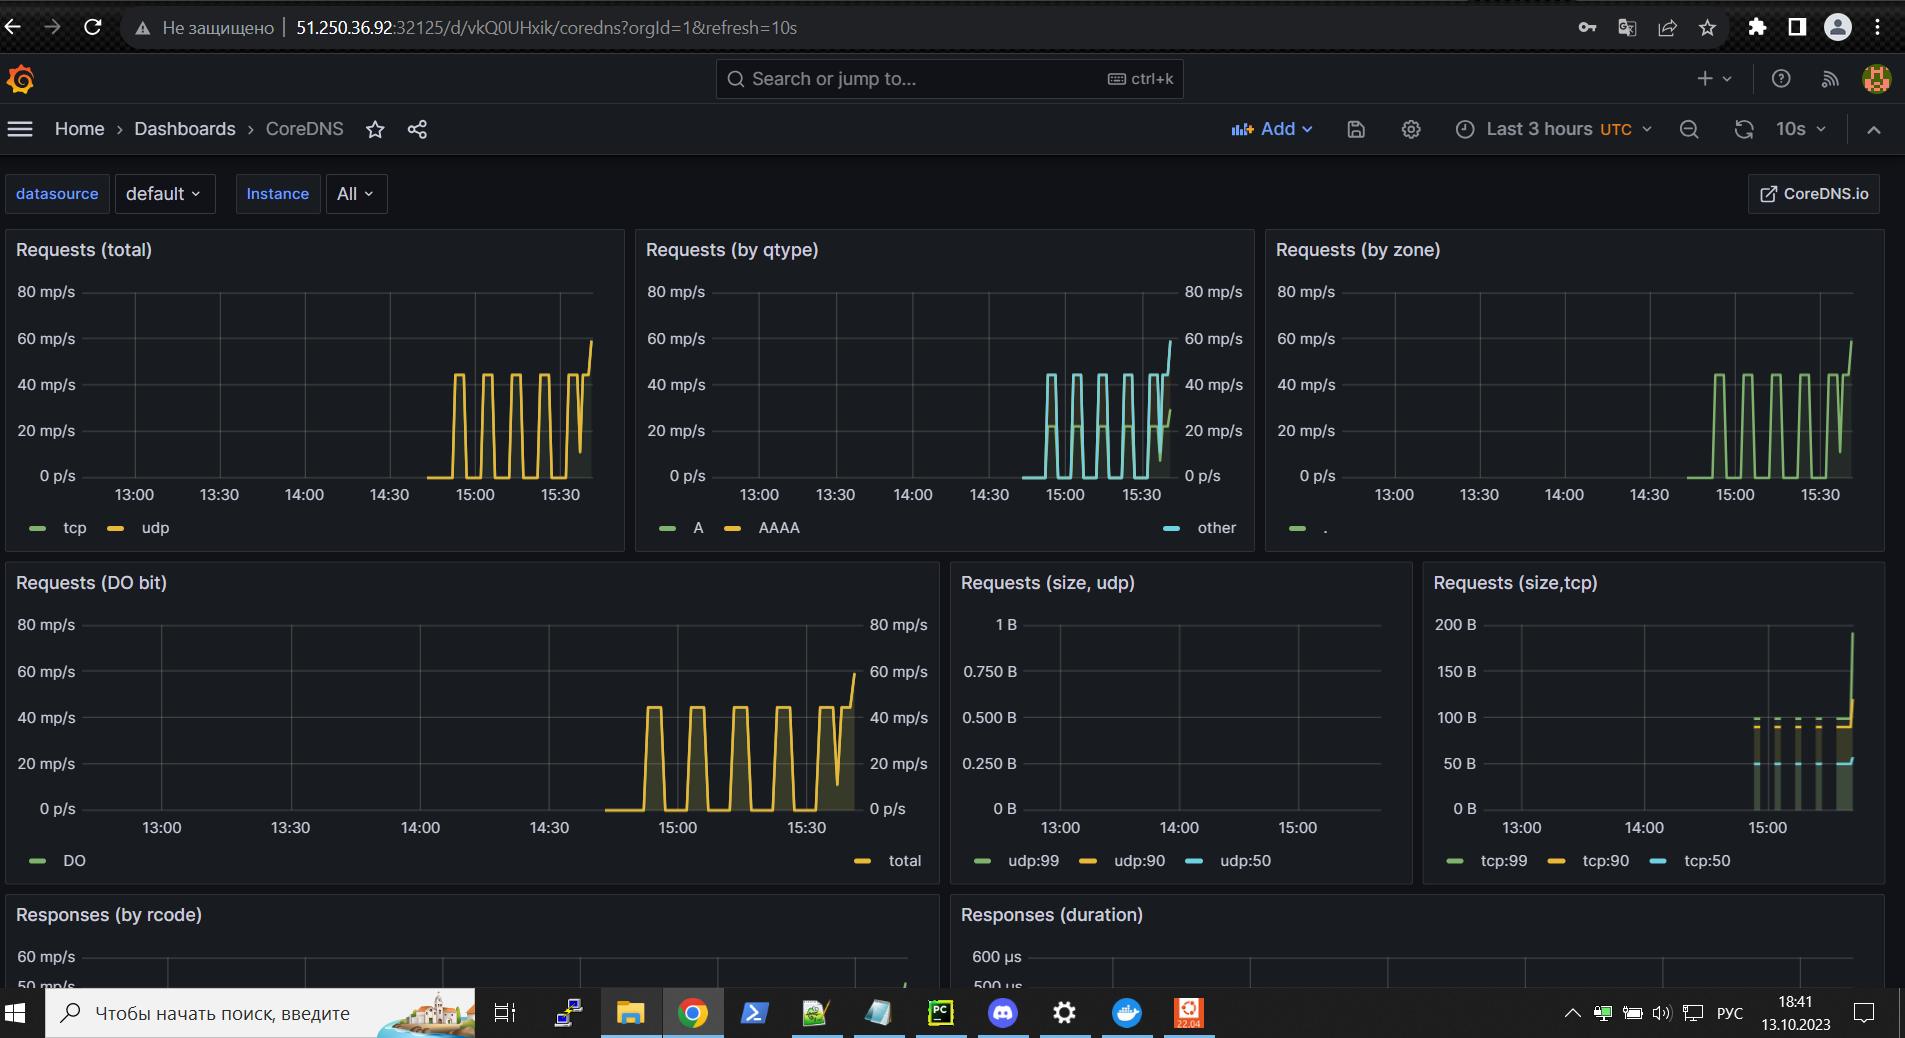 Не защищено 51.250.36.92:32125/d/vkQ0UHxik/coredns?orgId=1&refresh=10s
Search or jump to... ctrl+k
Home › Dashboards › CoreDNS Add Last 3 hours UTC 10s
datasource default Instance All CoreDNS.io
Requests (total)
80 mp/s
60 mp/s
40 mp/s
20 mp/s
0 p/s
13:00 13:30 14:00 14:30 15:00 15:30
tcp udp
Requests (by qtype)
80 mp/s 80 mp/s
60 mp/s 60 mp/s
40 mp/s 40 mp/s
20 mp/s 20 mp/s
0 p/s 0 p/s
13:00 13:30 14:00 14:30 15:00 15:30
A AAAA other
Requests (by zone)
80 mp/s
60 mp/s
40 mp/s
20 mp/s
0 p/s
13:00 13:30 14:00 14:30 15:00 15:30
.
Requests (DO bit)
80 mp/s 80 mp/s
60 mp/s 60 mp/s
40 mp/s 40 mp/s
20 mp/s 20 mp/s
0 p/s 0 p/s
13:00 13:30 14:00 14:30 15:00 15:30
DO total
Requests (size, udp)
1 B
0.750 B
0.500 B
0.250 B
0 B
13:00 14:00 15:00
udp:99 udp:90 udp:50
Requests (size,tcp)
200 B
150 B
100 B
50 B
0 B
13:00 14:00 15:00
tcp:99 tcp:90 tcp:50
Responses (by rcode)
60 mp/s
50 mp/s
Responses (duration)
600 µs
500 µs
Чтобы начать поиск, введите
PC
22.04
РУС
18:41
13.10.2023